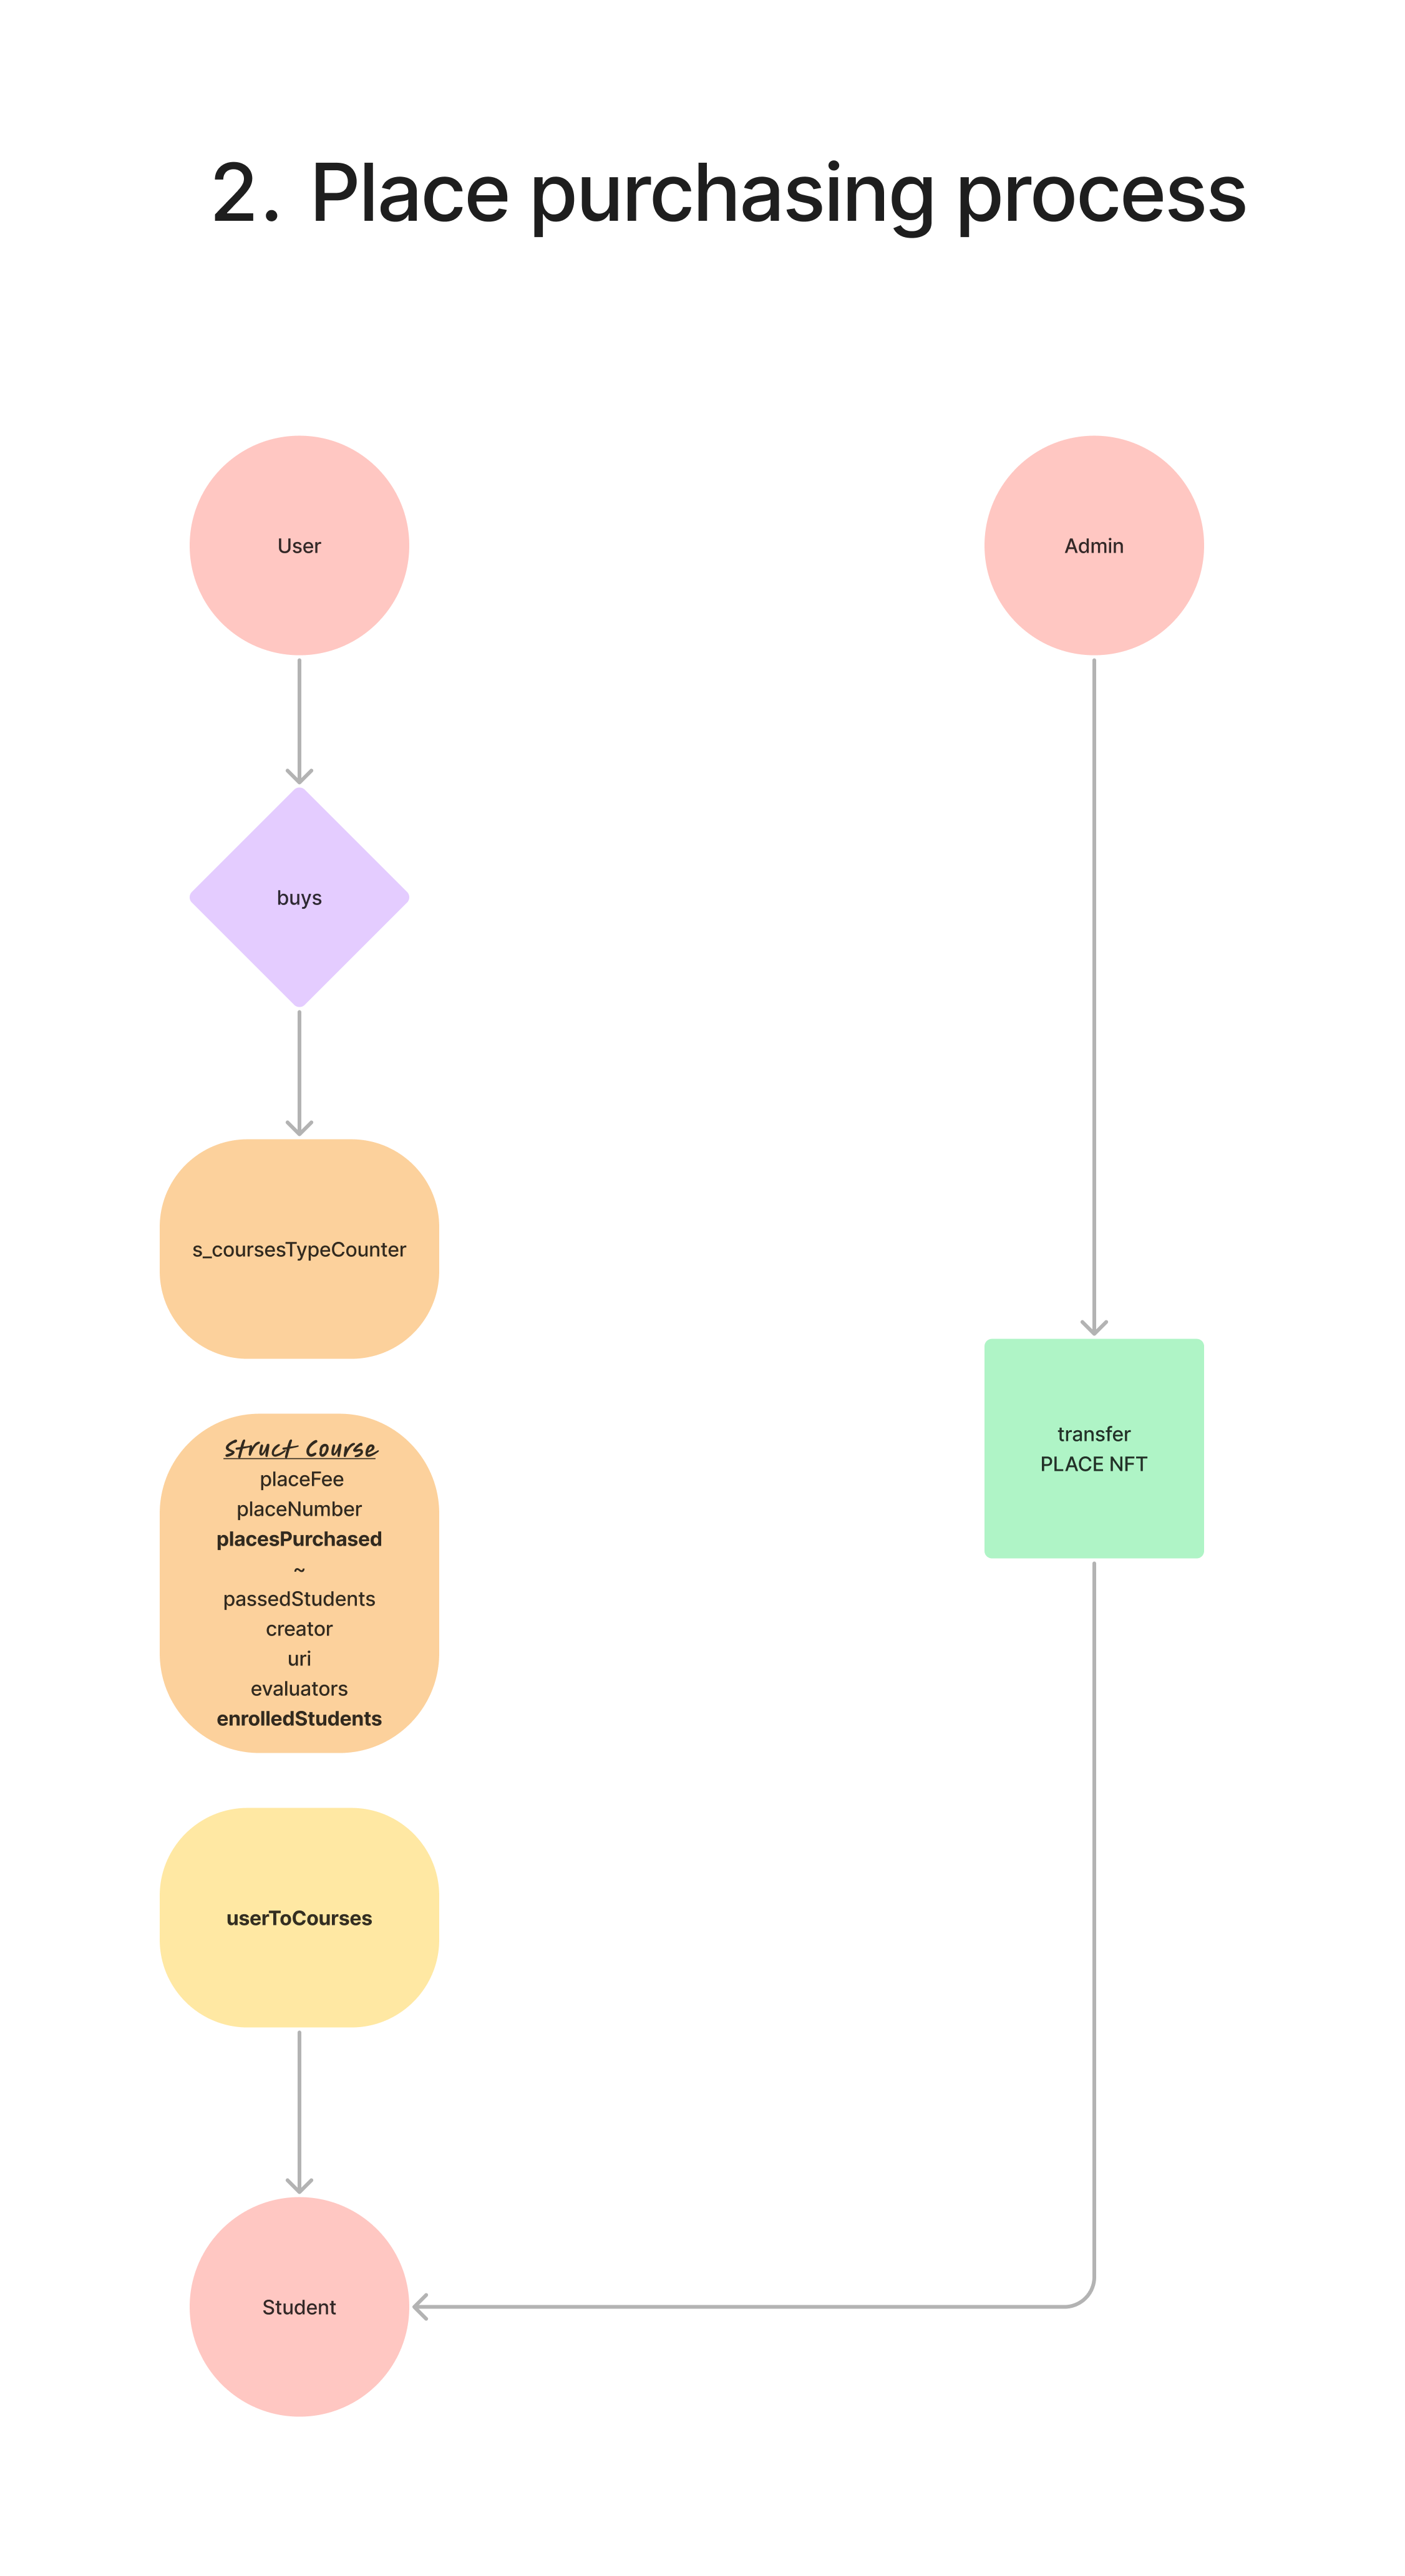 2. Place purchasing process
User
Admin
buys
s_coursesTypeCounter
Struct Course
placeFee
placeNumber
placesPurchased
~
passedStudents
creator
uri
evaluators
enrolledStudents
transfer
PLACE NFT
userToCourses
Student